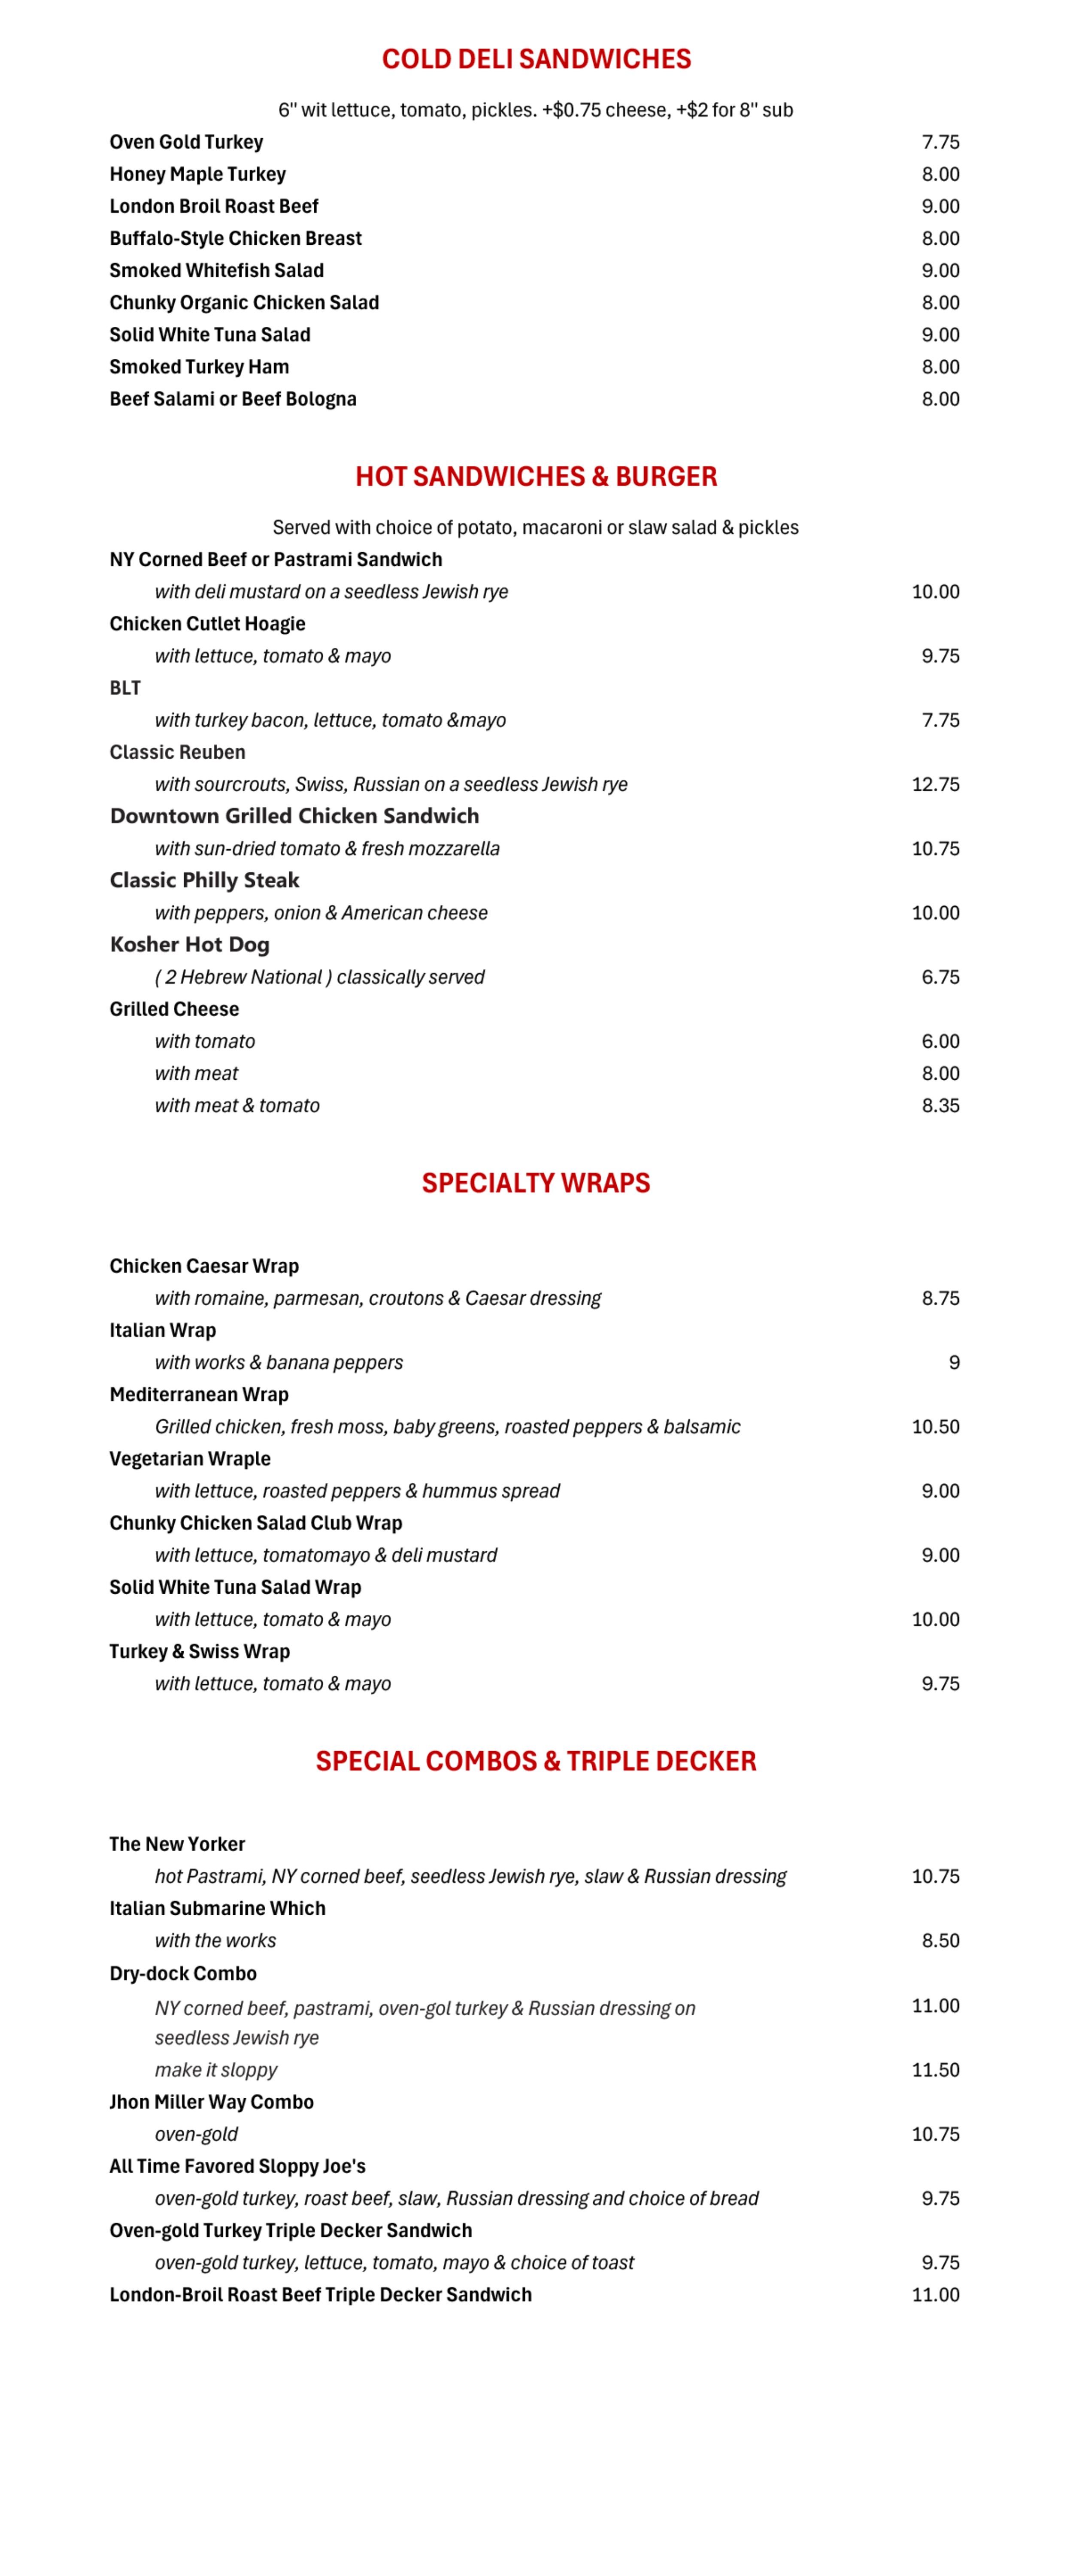 COLD DELI SANDWICHES
6" wit lettuce, tomato, pickles. +$0.75 cheese, +$2 for 8" sub
Oven Gold Turkey 7.75
Honey Maple Turkey 8.00
London Broil Roast Beef 9.00
Buffalo-Style Chicken Breast 8.00
Smoked Whitefish Salad 9.00
Chunky Organic Chicken Salad 8.00
Solid White Tuna Salad 9.00
Smoked Turkey Ham 8.00
Beef Salami or Beef Bologna 8.00
HOT SANDWICHES & BURGER
Served with choice of potato, macaroni or slaw salad & pickles
NY Corned Beef or Pastrami Sandwich
with deli mustard on a seedless Jewish rye 10.00
Chicken Cutlet Hoagie
with lettuce, tomato & mayo 9.75
BLT
with turkey bacon, lettuce, tomato &mayo 7.75
Classic Reuben
with sourcrouts, Swiss, Russian on a seedless Jewish rye 12.75
Downtown Grilled Chicken Sandwich
with sun-dried tomato & fresh mozzarella 10.75
Classic Philly Steak
with peppers, onion & American cheese 10.00
Kosher Hot Dog
( 2 Hebrew National ) classically served 6.75
Grilled Cheese
with tomato 6.00
with meat 8.00
with meat & tomato 8.35
SPECIALTY WRAPS
Chicken Caesar Wrap
with romaine, parmesan, croutons & Caesar dressing 8.75
Italian Wrap
with works & banana peppers 9
Mediterranean Wrap
Grilled chicken, fresh moss, baby greens, roasted peppers & balsamic 10.50
Vegetarian Wraple
with lettuce, roasted peppers & hummus spread 9.00
Chunky Chicken Salad Club Wrap
with lettuce, tomatomayo & deli mustard 9.00
Solid White Tuna Salad Wrap
with lettuce, tomato & mayo 10.00
Turkey & Swiss Wrap
with lettuce, tomato & mayo 9.75
SPECIAL COMBOS & TRIPLE DECKER
The New Yorker
hot Pastrami, NY corned beef, seedless Jewish rye, slaw & Russian dressing 10.75
Italian Submarine Which
with the works 8.50
Dry-dock Combo
NY corned beef, pastrami, oven-gol turkey & Russian dressing on 11.00
seedless Jewish rye
make it sloppy 11.50
Jhon Miller Way Combo
oven-gold 10.75
All Time Favored Sloppy Joe's
oven-gold turkey, roast beef, slaw, Russian dressing and choice of bread 9.75
Oven-gold Turkey Triple Decker Sandwich
oven-gold turkey, lettuce, tomato, mayo & choice of toast 9.75
London-Broil Roast Beef Triple Decker Sandwich 11.00